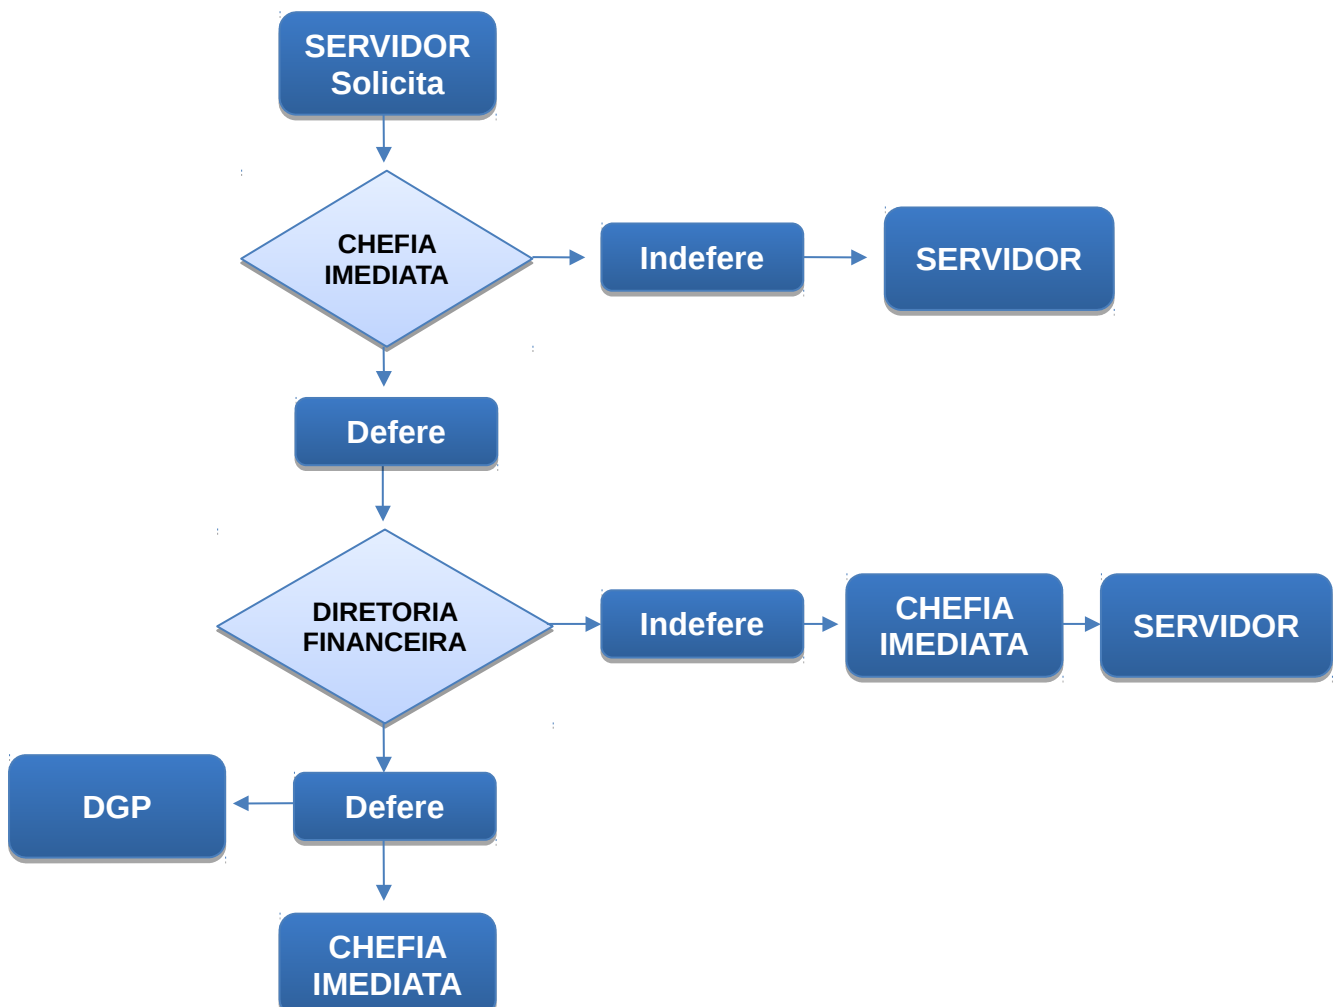 SERVIDOR
Solicita
CHEFIA
IMEDIATA
Indefere
SERVIDOR
Defere
DIRETORIA
FINANCEIRA
Indefere
CHEFIA
IMEDIATA
SERVIDOR
DGP
Defere
CHEFIA
IMEDIATA